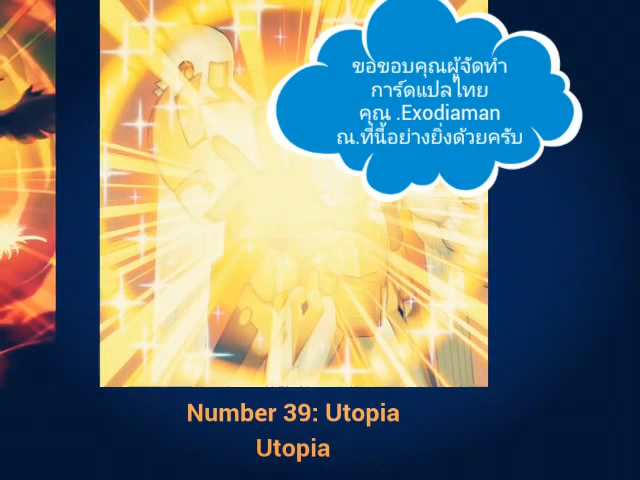 ขอขอบคุณผู้จัดทำ
การ์ดแปลไทย
คุณ .Exodiaman
ณ.ที่นี้อย่างยิ่งด้วยครับ
Number 39: Utopia
Utopia